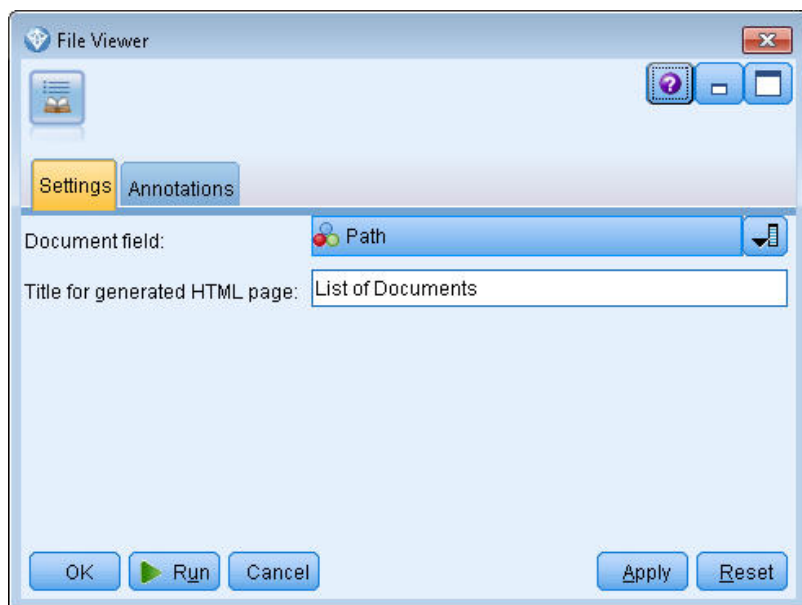 File Viewer
?
Settings Annotations
Document field: Path
Title for generated HTML page: List of Documents
OK Run Cancel Apply Reset